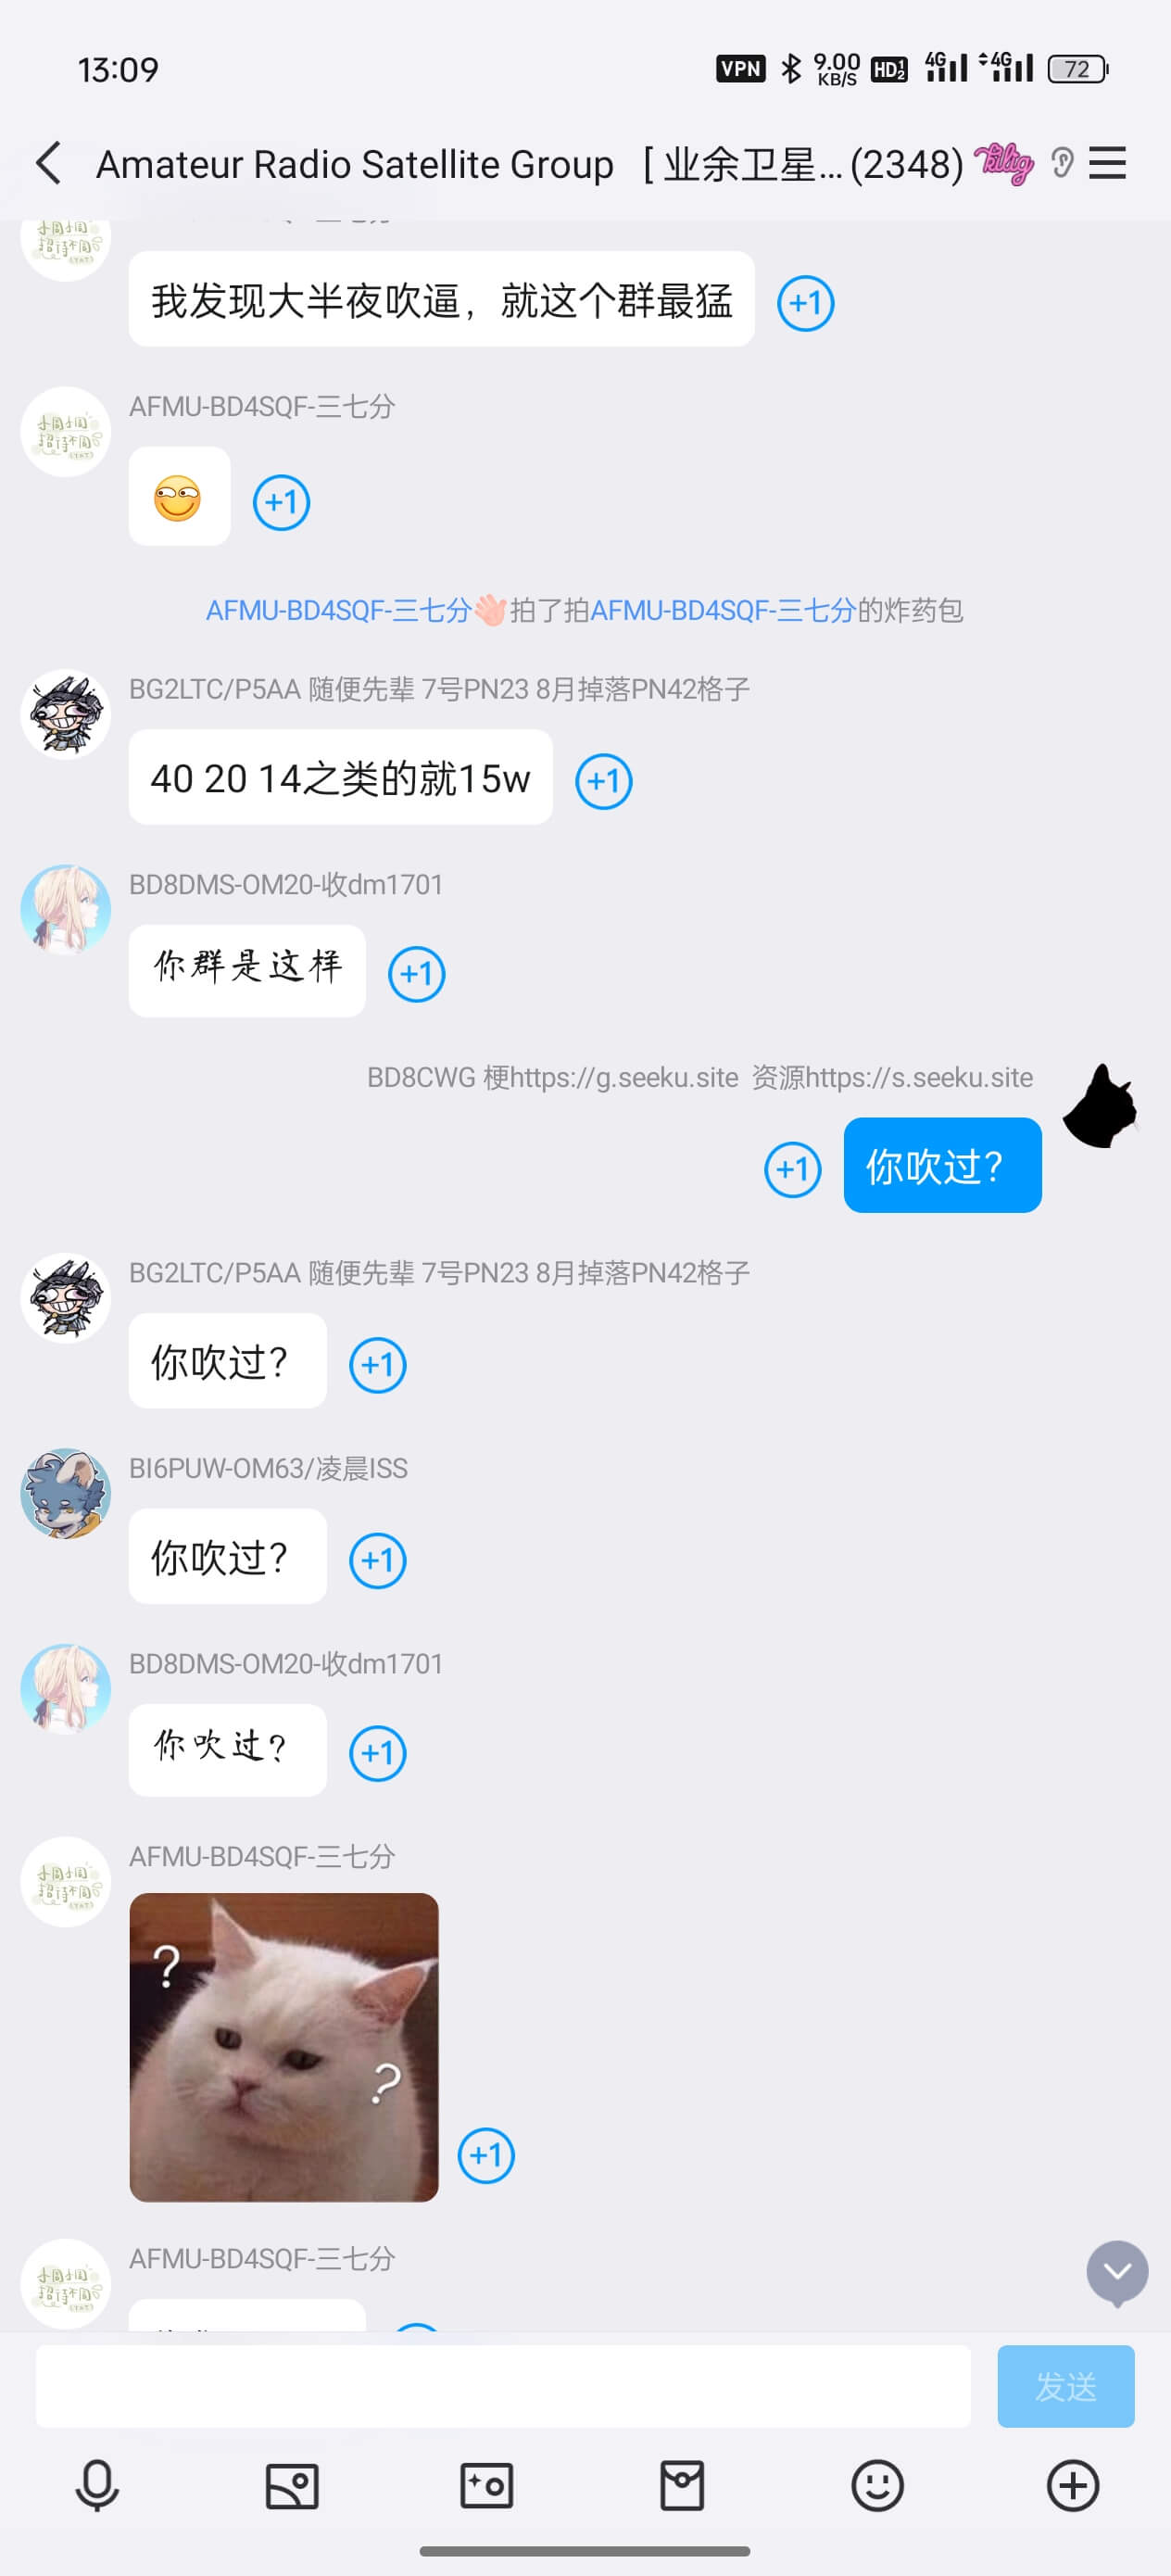 13:09
VPN 9.00 KB/S HD 4G 4G 72
Amateur Radio Satellite Group [ 业余卫星... (2348)
我发现大半夜吹逼，就这个群最猛
+1
AFMU-BD4SQF-三七分
+1
AFMU-BD4SQF-三七分👋拍了拍AFMU-BD4SQF-三七分的炸药包
BG2LTC/P5AA 随便先辈 7号PN23 8月掉落PN42格子
40 20 14之类的就15w
+1
BD8DMS-OM20-收dm1701
你群是这样
+1
BD8CWG 梗https://g.seeku.site 资源https://s.seeku.site
+1
你吹过？
BG2LTC/P5AA 随便先辈 7号PN23 8月掉落PN42格子
你吹过？
+1
BI6PUW-OM63/凌晨ISS
你吹过？
+1
BD8DMS-OM20-收dm1701
你吹过？
+1
AFMU-BD4SQF-三七分
?
?
+1
AFMU-BD4SQF-三七分
发送